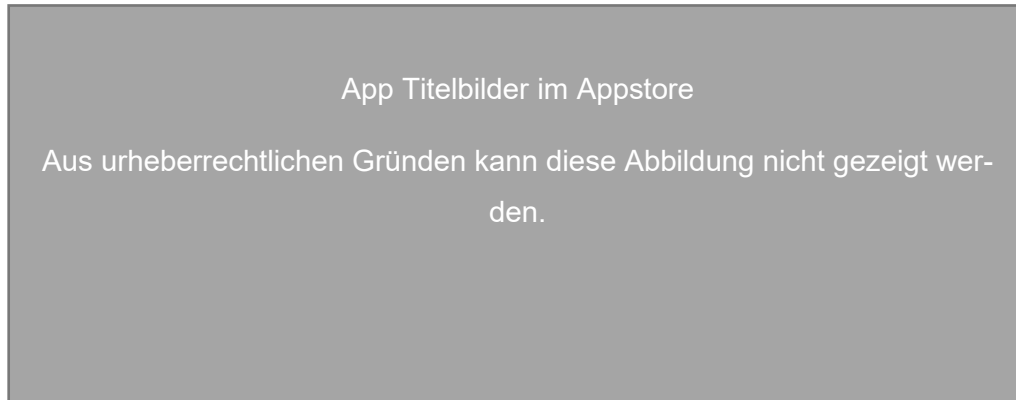 App Titelbilder im Appstore
Aus urheberrechtlichen Gründen kann diese Abbildung nicht gezeigt wer-
den.